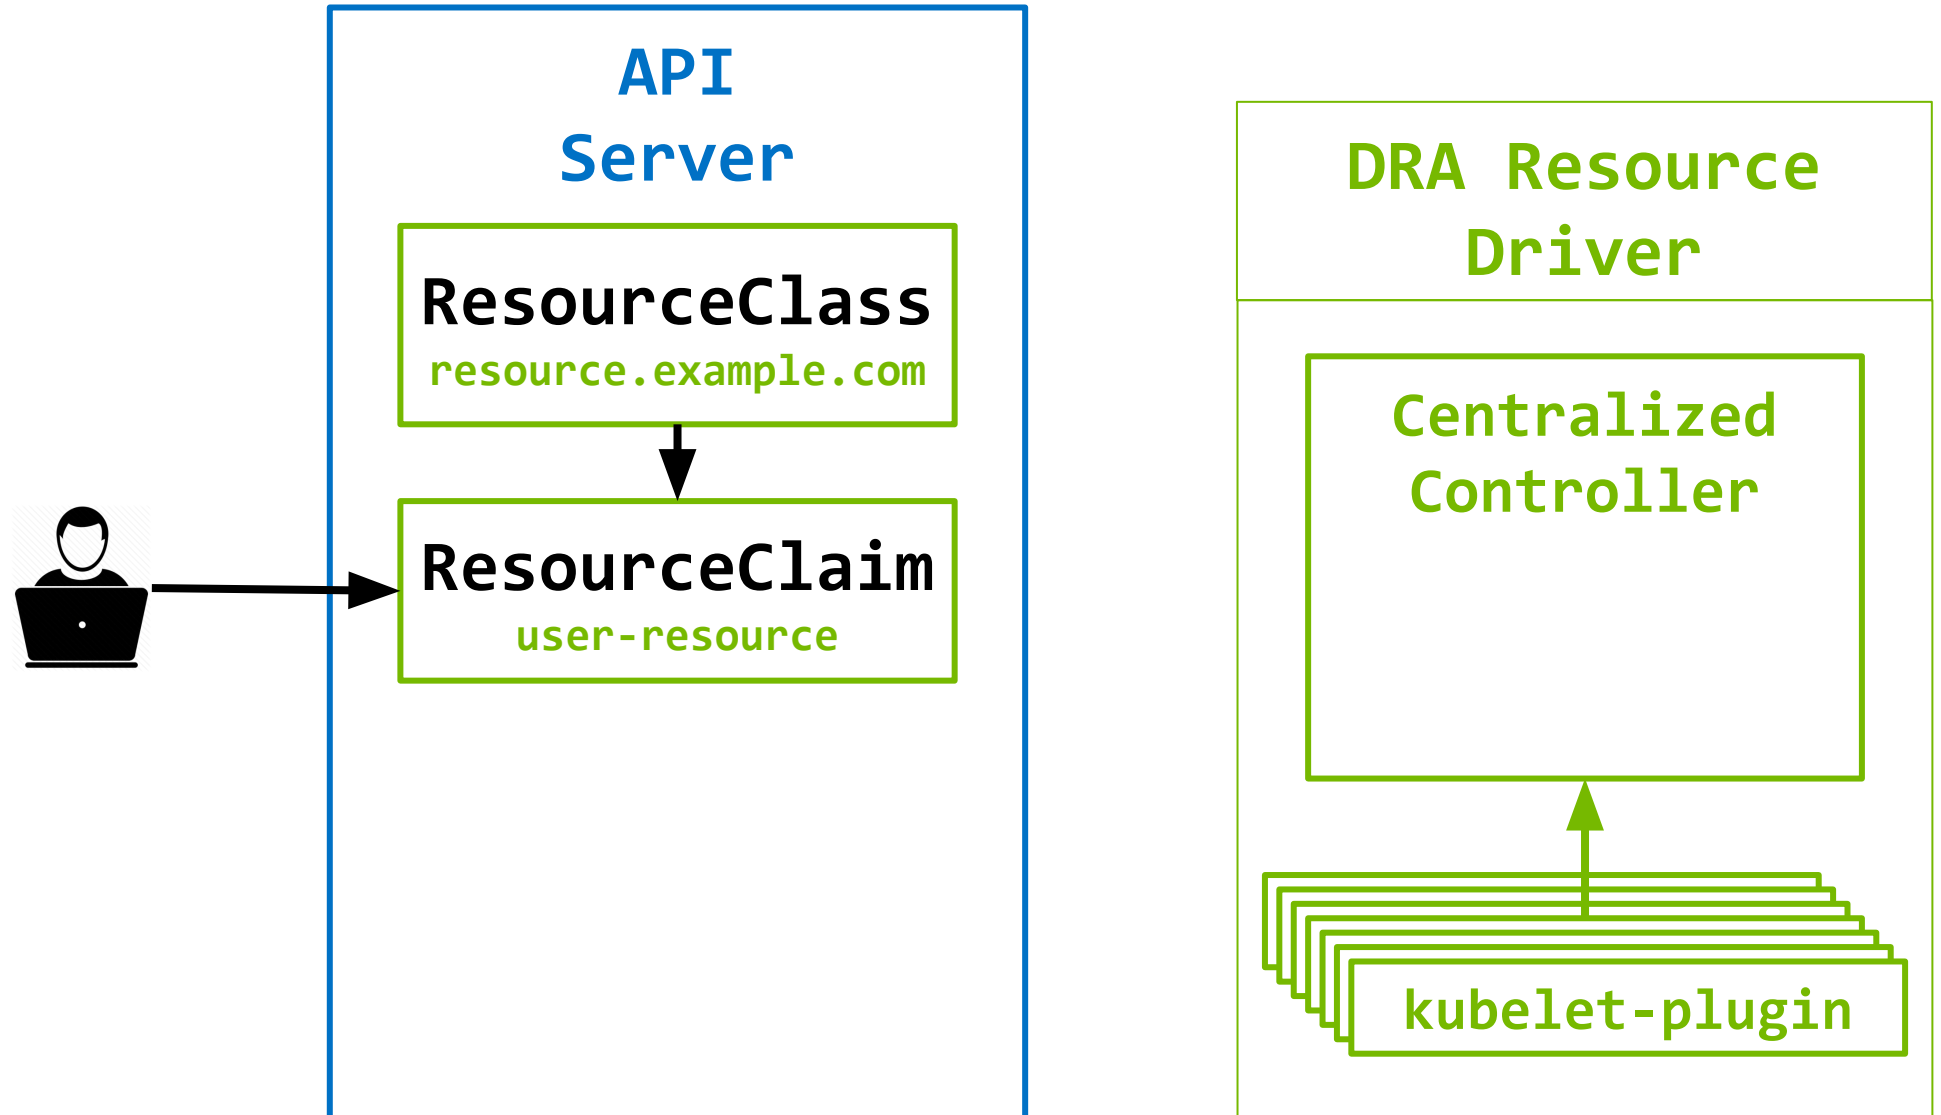 API
Server
ResourceClass
resource.example.com
ResourceClaim
user-resource
DRA Resource
Driver
Centralized
Controller
kubelet-plugin